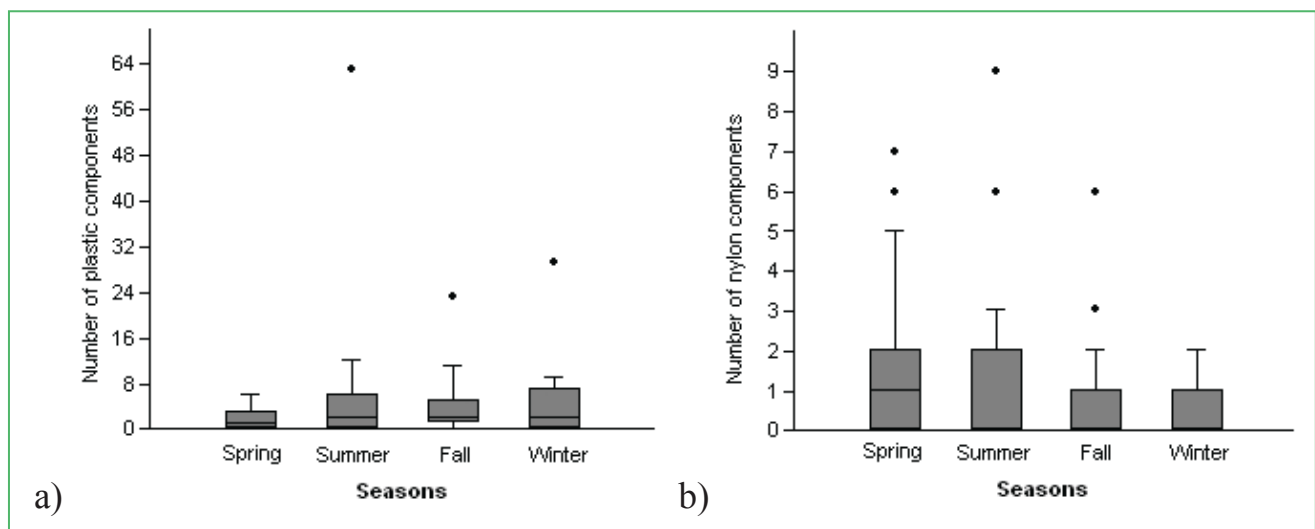 Number of plastic components
64
56
48
40
32
24
16
8
0
Spring Summer Fall Winter
Seasons
a)
Number of nylon components
9
8
7
6
5
4
3
2
1
0
Spring Summer Fall Winter
Seasons
b)